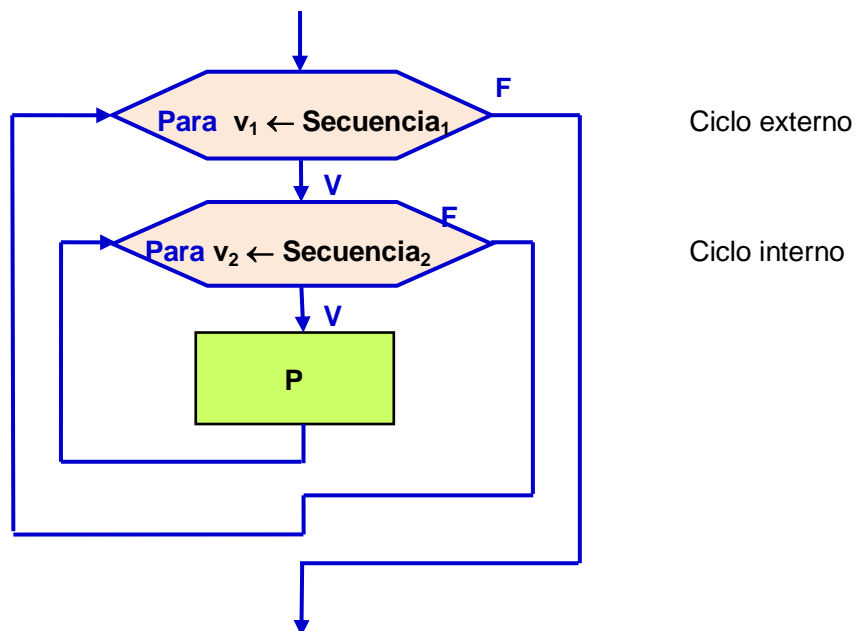 F
Para v₁ ← Secuencia₁
Ciclo externo
V
F
Para v₂ ← Secuencia₂
Ciclo interno
V
P